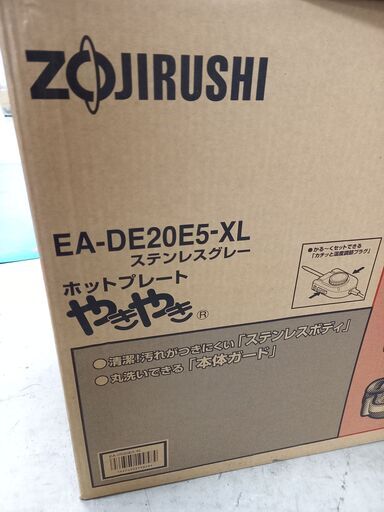 ZOJIRUSHI
EA-DE20E5-XL
ステンレスグレー
ホットプレート
やきやき®
●かる〜くセットできる
「カチッと温度調節プラグ」
●清潔!汚れがつきにくい「ステンレスボディ」
●丸洗いできる「本体ガード」
EA-DE20E5-XL